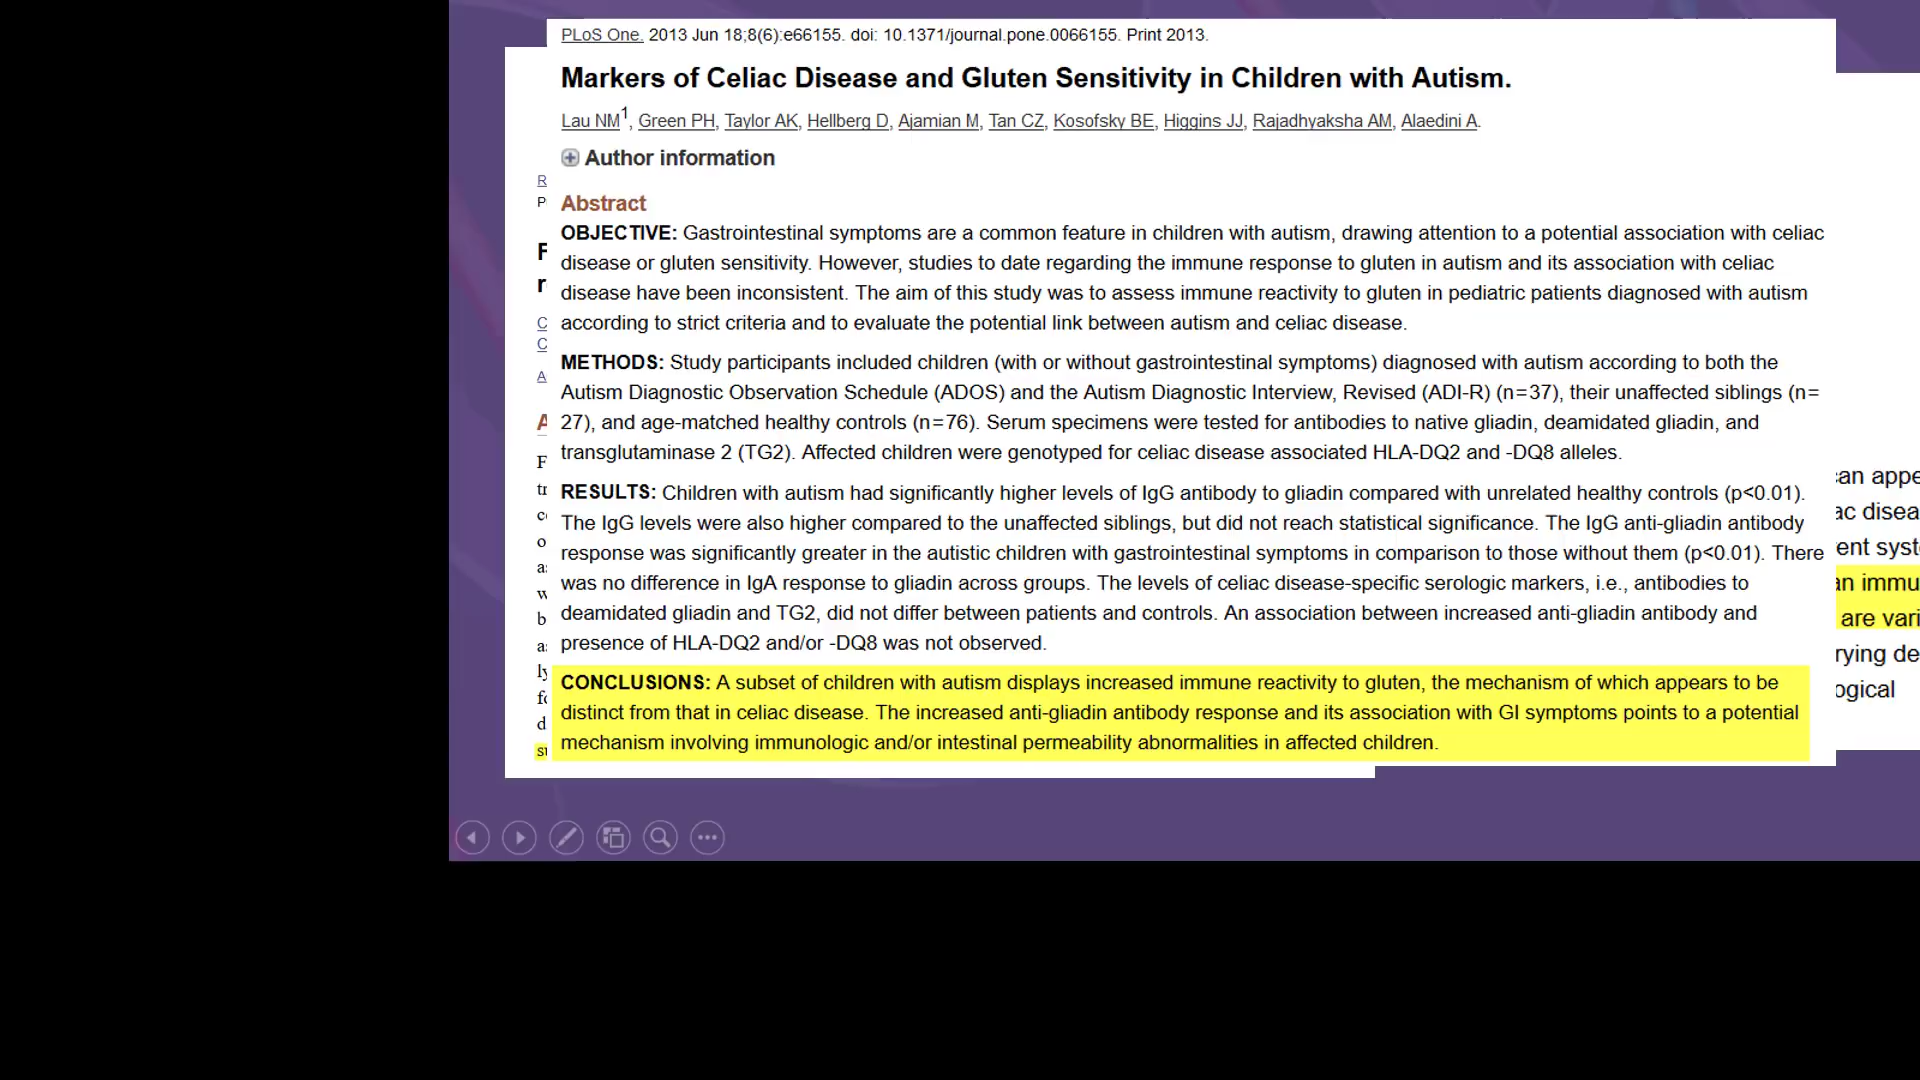 PLoS One. 2013 Jun 18;8(6):e66155. doi: 10.1371/journal.pone.0066155. Print 2013.
Markers of Celiac Disease and Gluten Sensitivity in Children with Autism.
Lau NM1, Green PH, Taylor AK, Hellberg D, Ajamian M, Tan CZ, Kosofsky BE, Higgins JJ, Rajadhyaksha AM, Alaedini A.
Author information
Abstract
OBJECTIVE: Gastrointestinal symptoms are a common feature in children with autism, drawing attention to a potential association with celiac
disease or gluten sensitivity. However, studies to date regarding the immune response to gluten in autism and its association with celiac
disease have been inconsistent. The aim of this study was to assess immune reactivity to gluten in pediatric patients diagnosed with autism
according to strict criteria and to evaluate the potential link between autism and celiac disease.
METHODS: Study participants included children (with or without gastrointestinal symptoms) diagnosed with autism according to both the
Autism Diagnostic Observation Schedule (ADOS) and the Autism Diagnostic Interview, Revised (ADI-R) (n=37), their unaffected siblings (n=
27), and age-matched healthy controls (n=76). Serum specimens were tested for antibodies to native gliadin, deamidated gliadin, and
transglutaminase 2 (TG2). Affected children were genotyped for celiac disease associated HLA-DQ2 and -DQ8 alleles.
RESULTS: Children with autism had significantly higher levels of IgG antibody to gliadin compared with unrelated healthy controls (p<0.01).
The IgG levels were also higher compared to the unaffected siblings, but did not reach statistical significance. The IgG anti-gliadin antibody
response was significantly greater in the autistic children with gastrointestinal symptoms in comparison to those without them (p<0.01). There
was no difference in IgA response to gliadin across groups. The levels of celiac disease-specific serologic markers, i.e., antibodies to
deamidated gliadin and TG2, did not differ between patients and controls. An association between increased anti-gliadin antibody and
presence of HLA-DQ2 and/or -DQ8 was not observed.
CONCLUSIONS: A subset of children with autism displays increased immune reactivity to gluten, the mechanism of which appears to be
distinct from that in celiac disease. The increased anti-gliadin antibody response and its association with GI symptoms points to a potential
mechanism involving immunologic and/or intestinal permeability abnormalities in affected children.